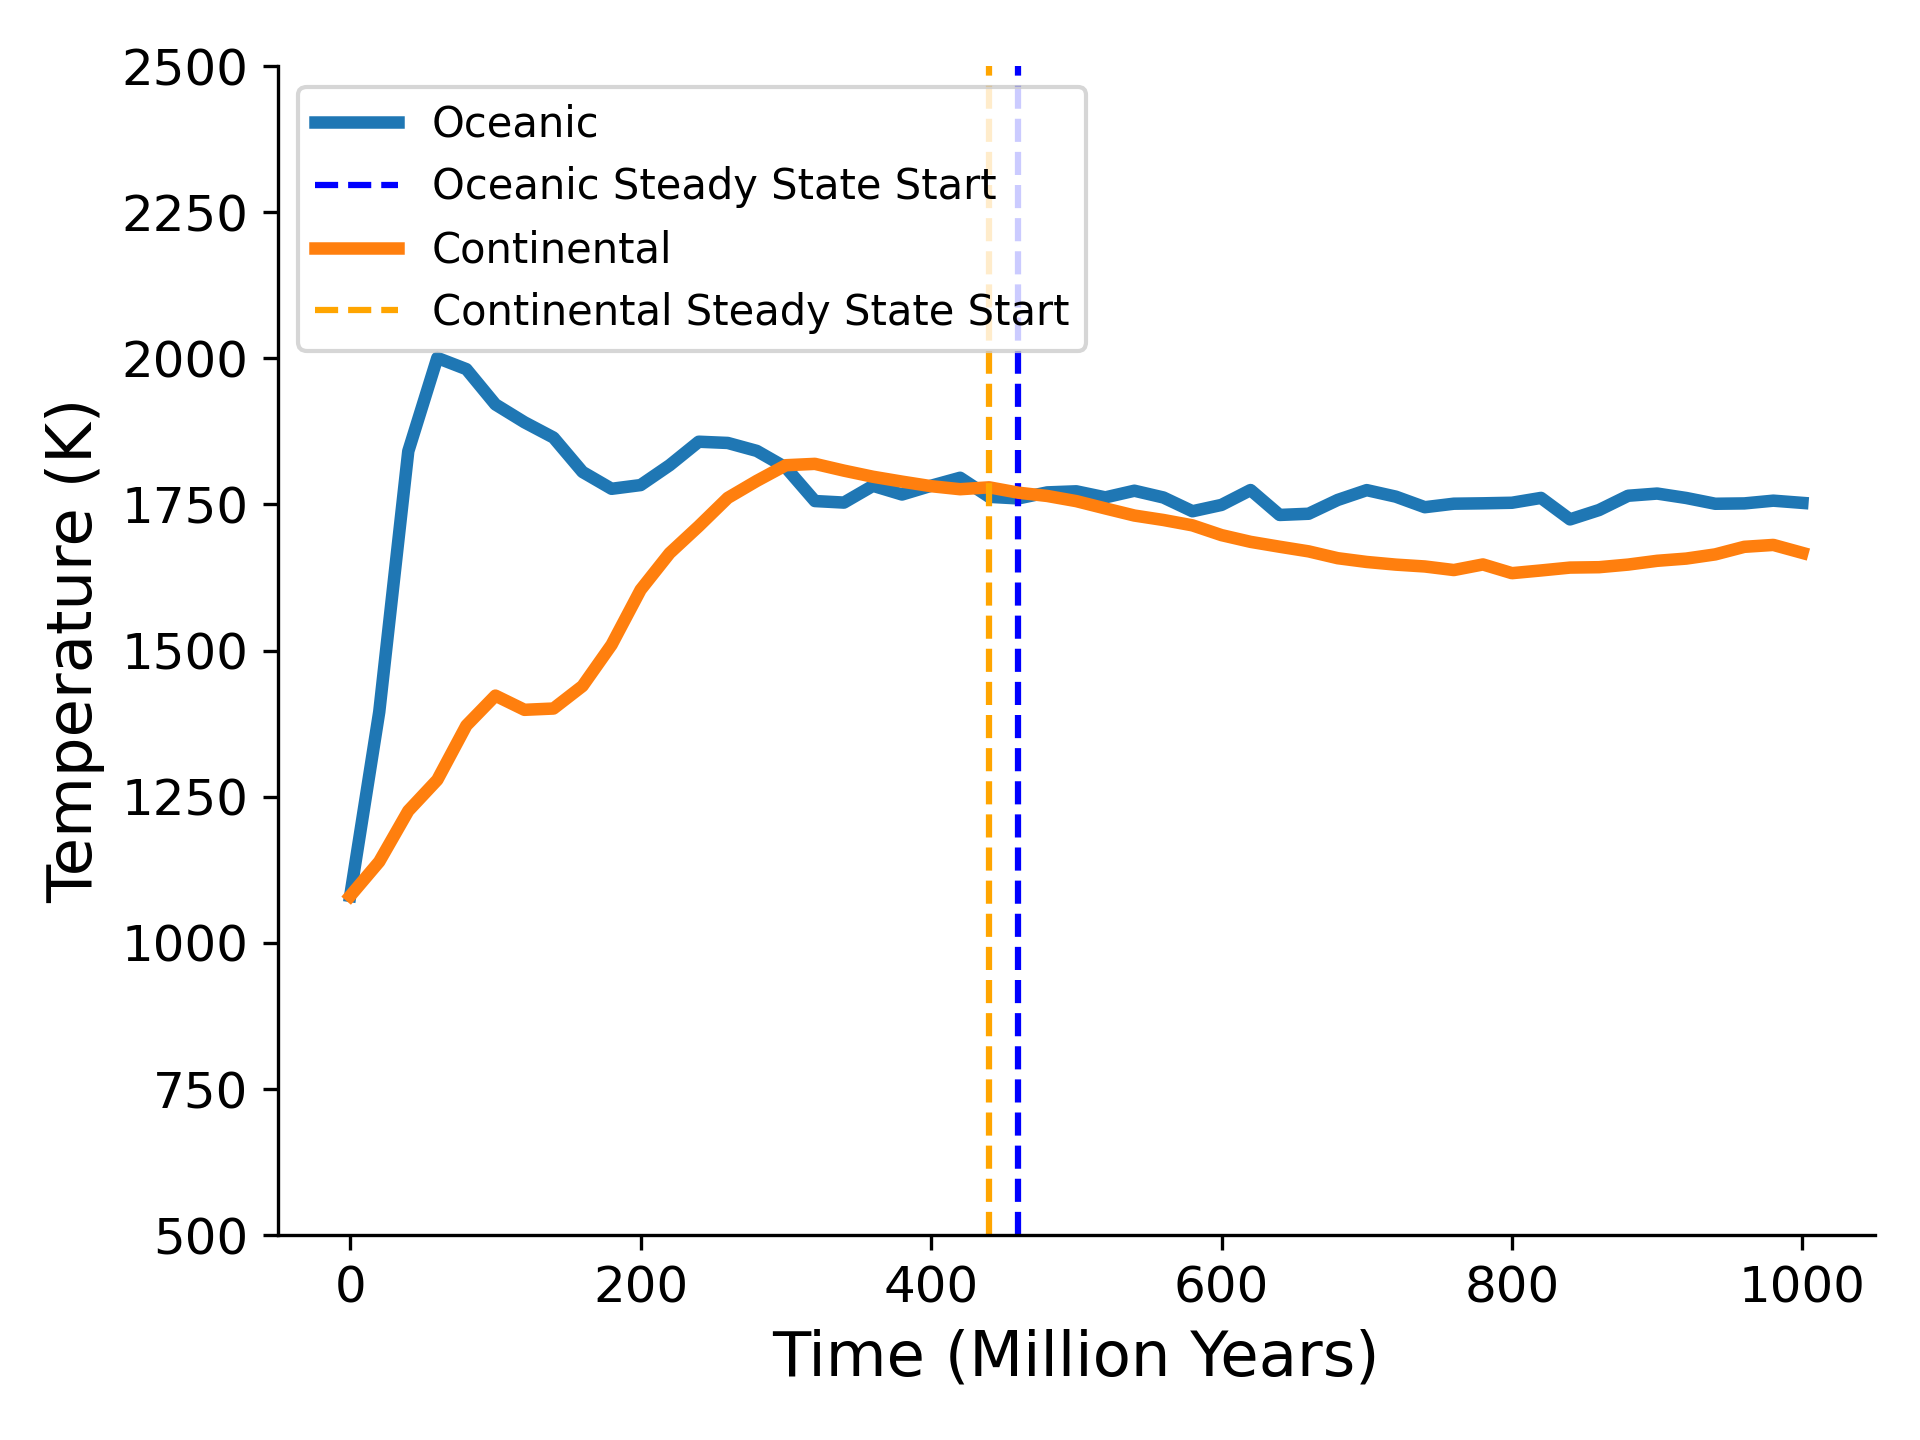 2500
2250
2000
1750
1500
1250
1000
750
500
Temperature (K)
Oceanic
Oceanic Steady State Start
Continental
Continental Steady State Start
0 200 400 600 800 1000
Time (Million Years)